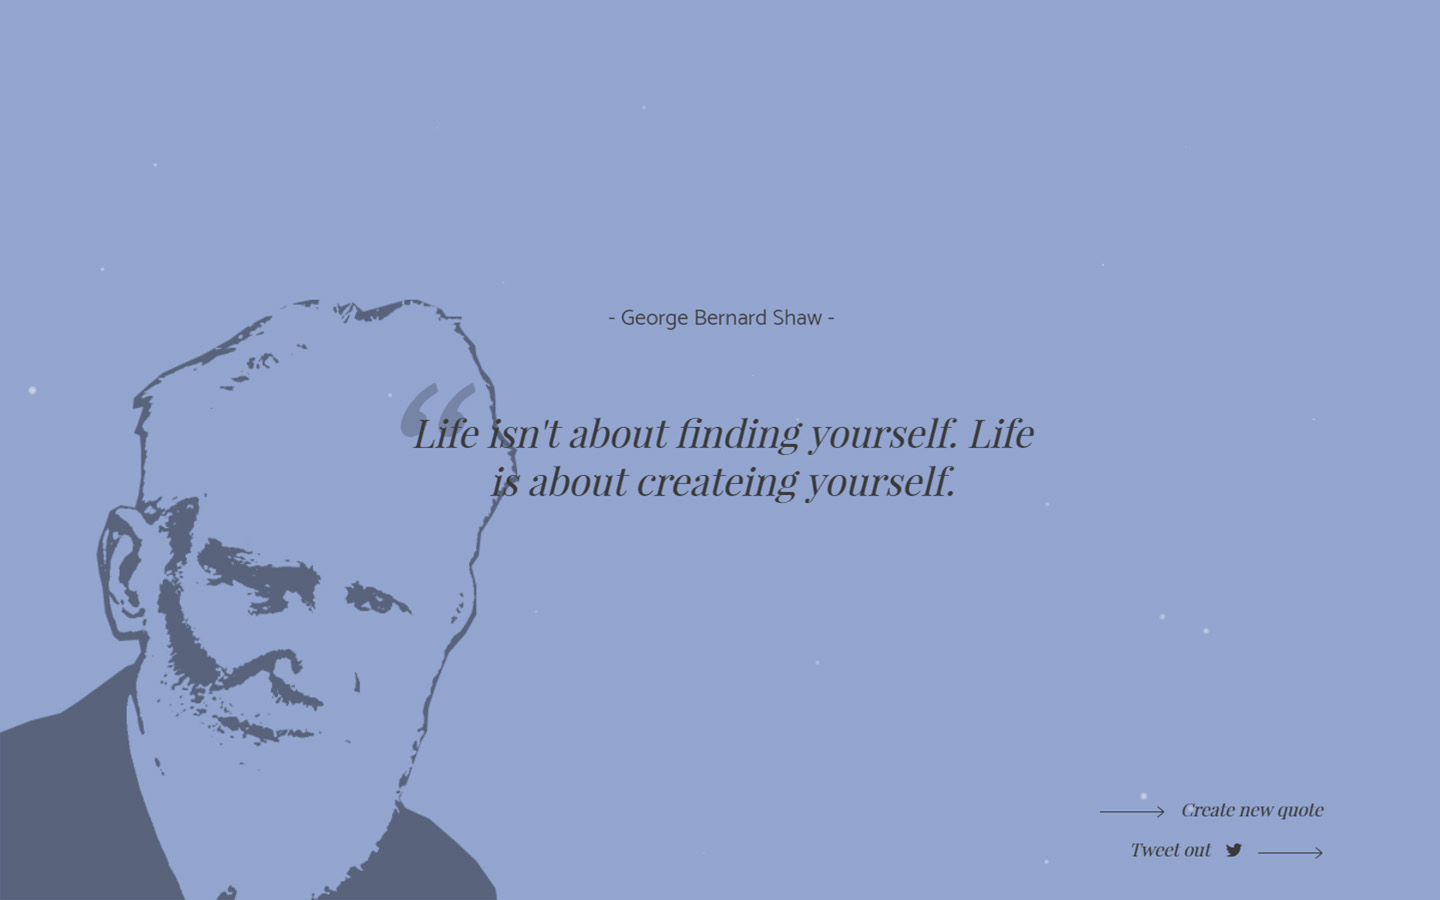 - George Bernard Shaw -
“
Life isn't about finding yourself. Life
is about createing yourself.
Create new quote
Tweet out